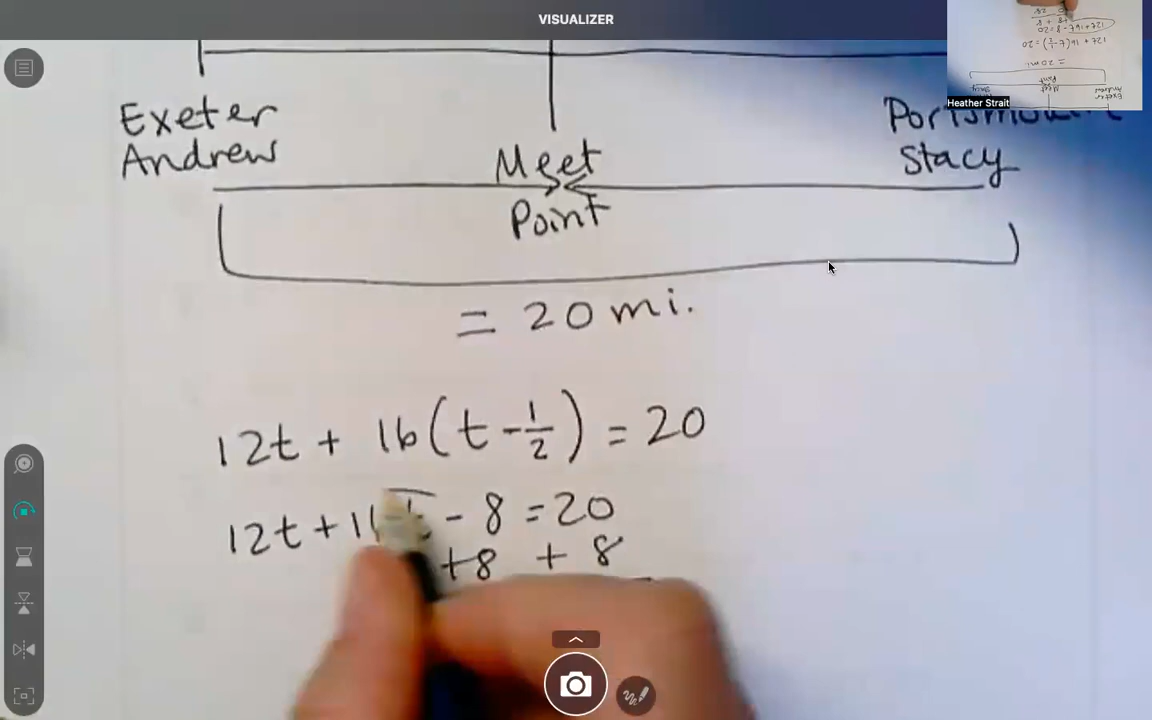 VISUALIZER
Heather Strait
Exeter
Andrew
Meet
Point
Stacy
= 20 mi.
12t + 16(t - 1/2) = 20
12t + - 8 = 20
+8 + 8